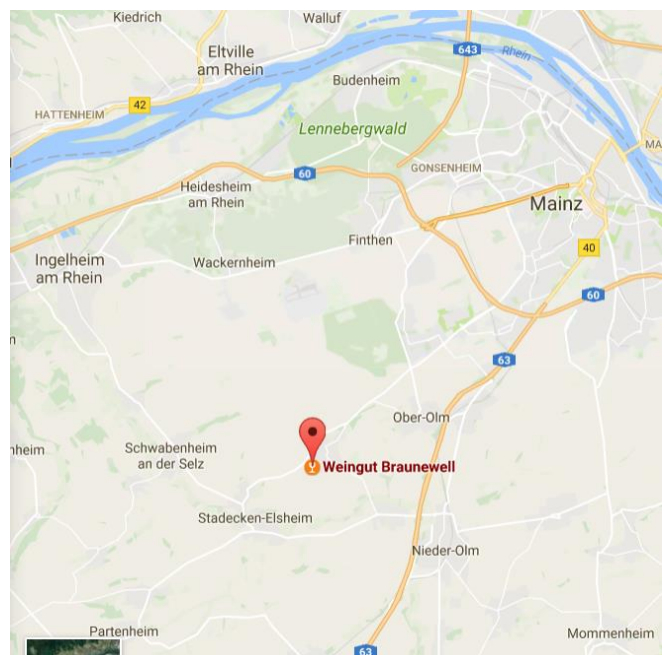 Kiedrich
Walluf
Eltville
am Rhein
643
Rhein
Budenheim
HATTENHEIM
42
Lennebergwald
MA
60
GONSENHEIM
Heidesheim
am Rhein
Mainz
Finthen
40
Ingelheim
am Rhein
Wackernheim
60
n
63
Ober-Olm
nheim
Schwabenheim
an der Selz
Weingut Braunewell
Stadecken-Elsheim
Nieder-Olm
Partenheim
Mommenheim
63